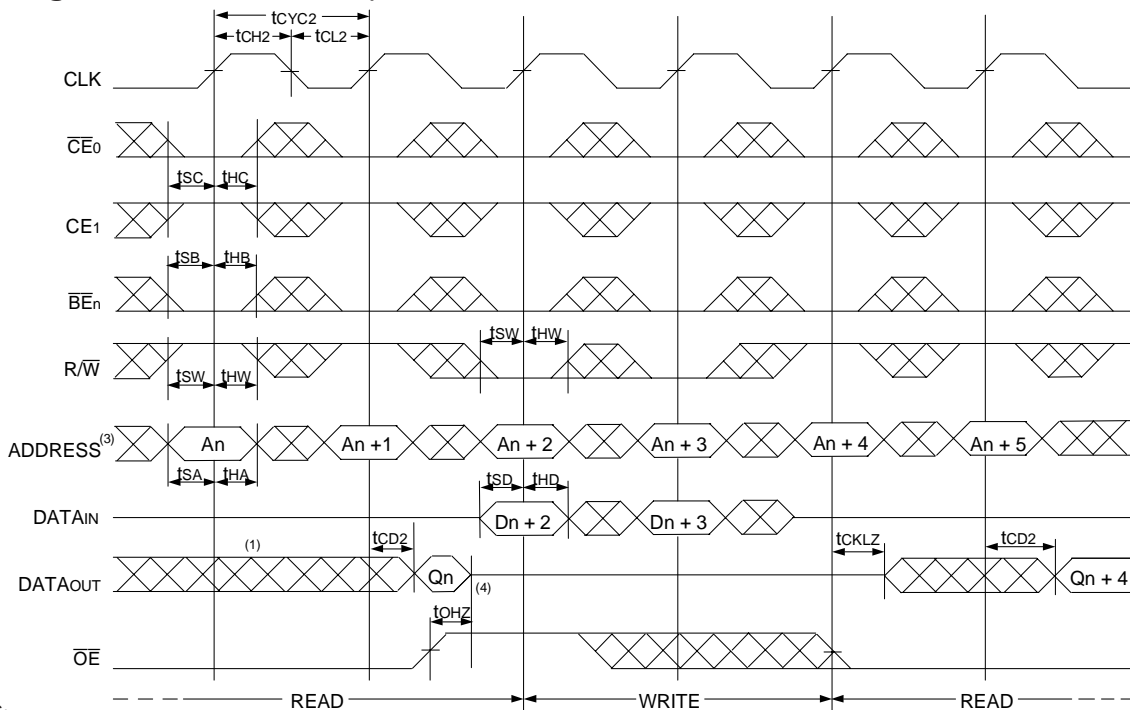 tCYC2
tCH2 tCL2
CLK
CE0
tSC tHC
CE1
tSB tHB
BEn
tSW tHW
R/W
tSW tHW
ADDRESS(3) An An +1 An + 2 An + 3 An + 4 An + 5
tSA tHA
tSD tHD
DATAIN Dn + 2 Dn + 3
tCD2 tCKLZ tCD2
(1)
DATAOUT Qn Qn + 4
(4)
tOHZ
OE
READ WRITE READ